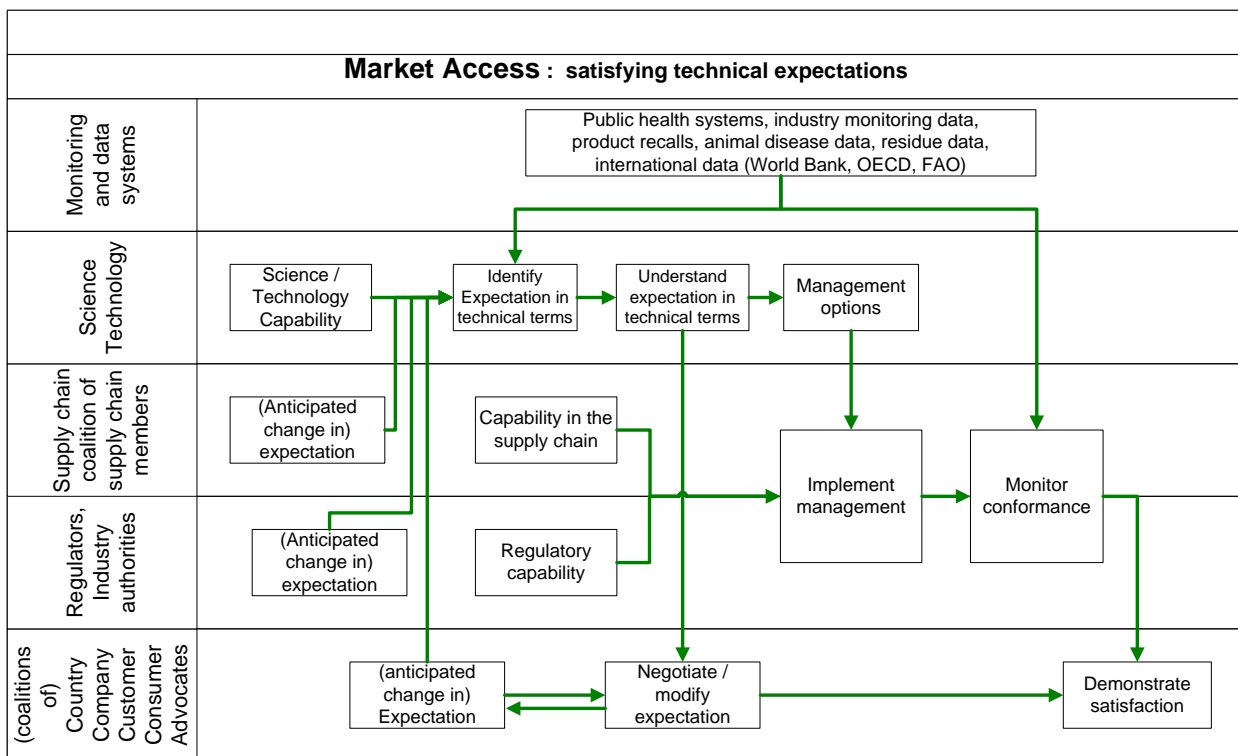 Market Access : satisfying technical expectations
Monitoring
and data
systems
Public health systems, industry monitoring data,
product recalls, animal disease data, residue data,
international data (World Bank, OECD, FAO)
Science
Technology
Science /
Technology
Capability
Identify
Expectation in
technical terms
Understand
expectation in
technical terms
Management
options
Supply chain
coalition of
supply chain
members
(Anticipated
change in)
expectation
Capability in the
supply chain
Implement
management
Monitor
conformance
Regulators,
Industry
authorities
(Anticipated
change in)
expectation
Regulatory
capability
(coalitions
of)
Country
Company
Customer
Consumer
Advocates
(anticipated
change in)
Expectation
Negotiate /
modify
expectation
Demonstrate
satisfaction